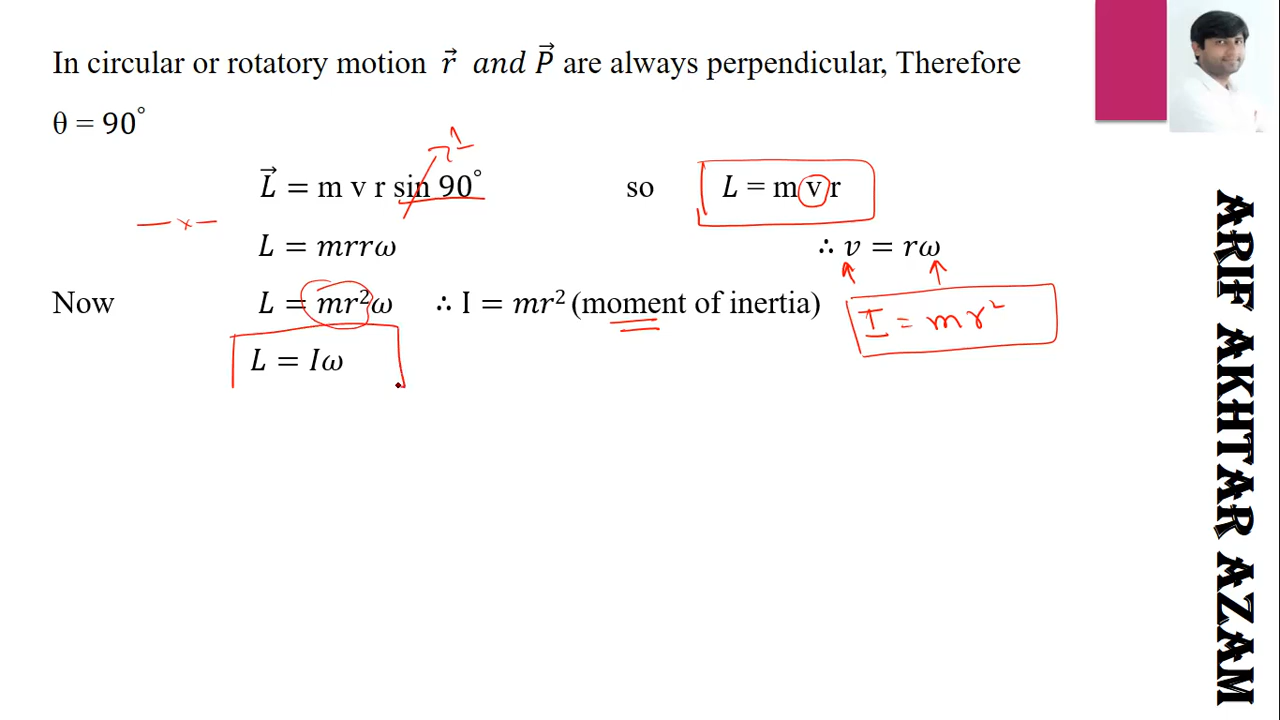 In circular or rotatory motion r⃗ and P⃗ are always perpendicular, Therefore
θ = 90°
1
L⃗ = m v r sin 90° so L = m v r
— x —
L = mrrω ∴ v = rω
Now L = mr²ω ∴ I = mr² (moment of inertia) I = mr²
L = Iω
ARIF AKHTAR AZAM